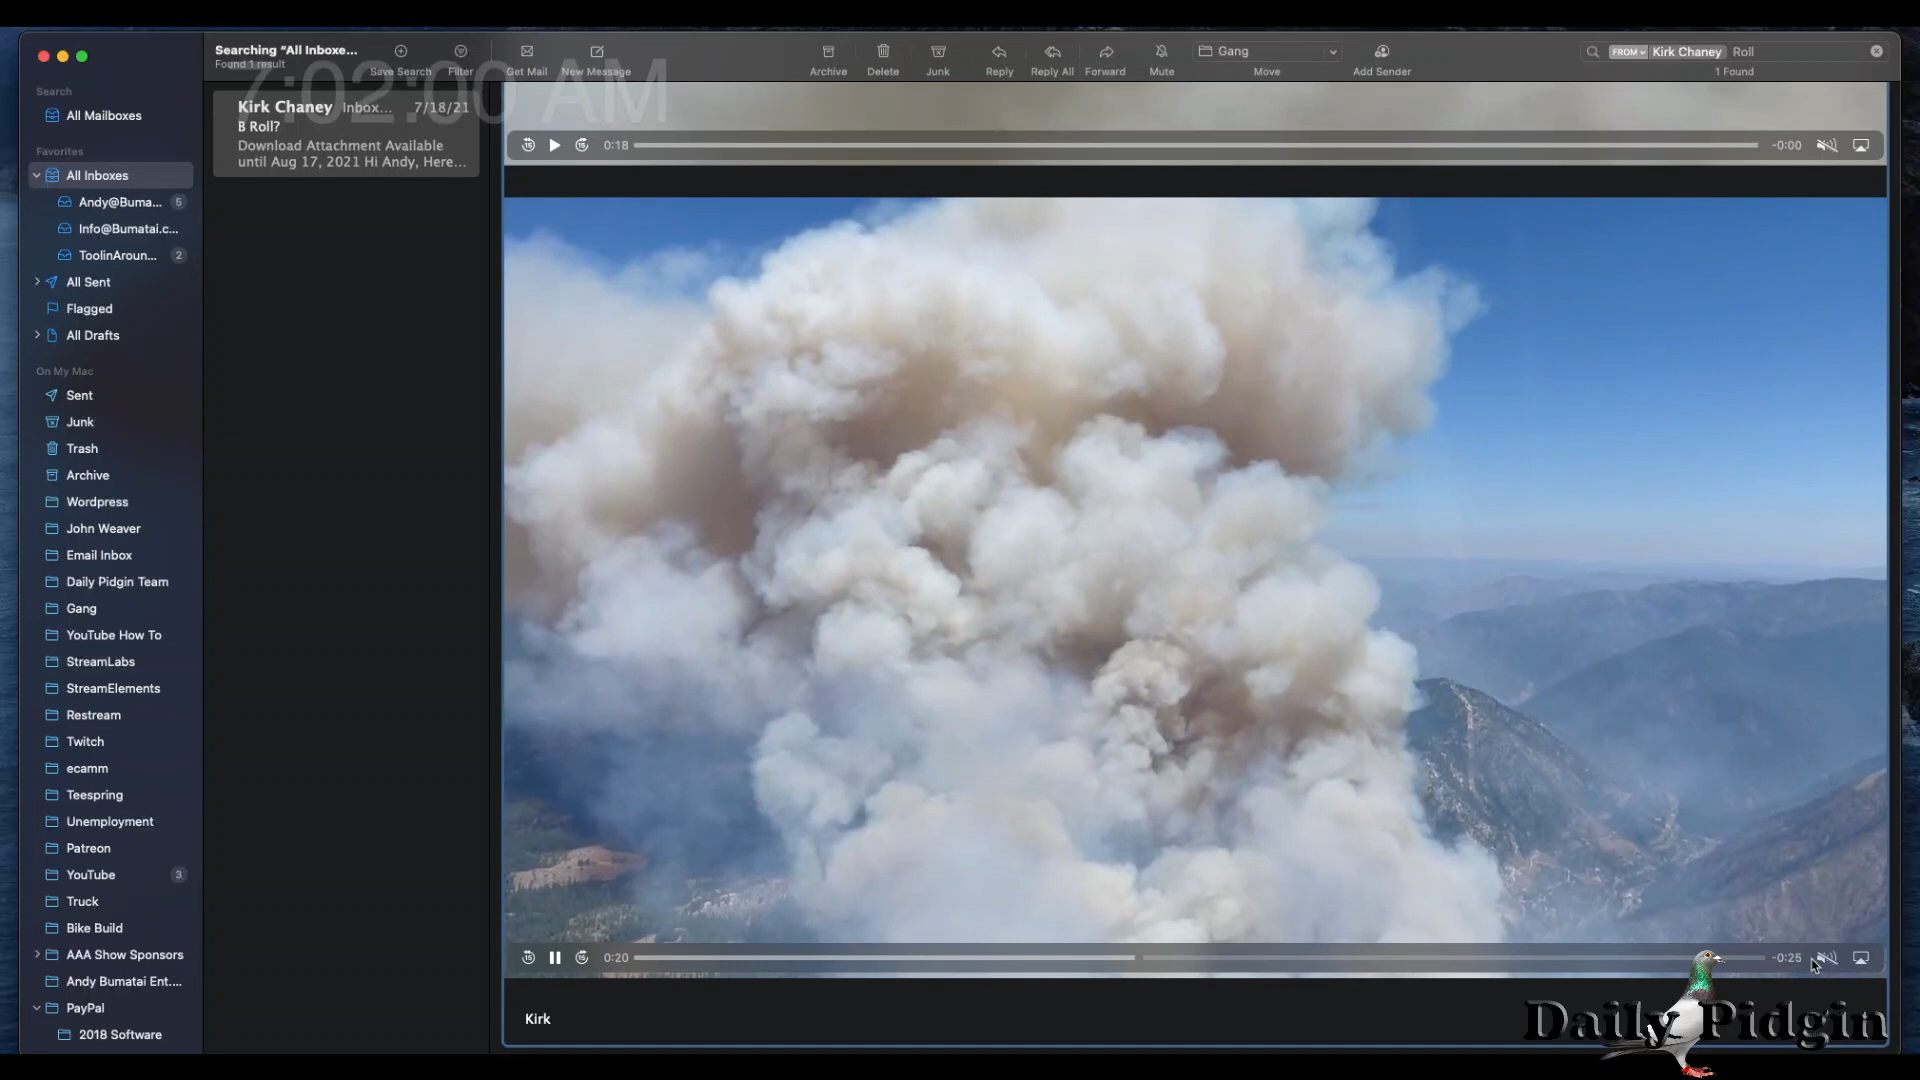 Searching “All Inboxe...
Found 1 result
Save Search
Filter
Get Mail
New Message
Archive
Delete
Junk
Reply
Reply All
Forward
Mute
Gang
Move
Add Sender
FROM Kirk Chaney Roll
1 Found
7:02:00 AM
Search
All Mailboxes
Favorites
All Inboxes
Andy@Buma... 5
Info@Bumatai.c...
ToolinAroun... 2
All Sent
Flagged
All Drafts
On My Mac
Sent
Junk
Trash
Archive
Wordpress
John Weaver
Email Inbox
Daily Pidgin Team
Gang
YouTube How To
StreamLabs
StreamElements
Restream
Twitch
ecamm
Teespring
Unemployment
Patreon
YouTube 3
Truck
Bike Build
AAA Show Sponsors
Andy Bumatai Ent....
PayPal
2018 Software
Kirk Chaney Inbox... 7/18/21
B Roll?
Download Attachment Available
until Aug 17, 2021 Hi Andy, Here...
15 15 0:18 -0:00
15 15 0:20 -0:25
Kirk
Daily Pidgin